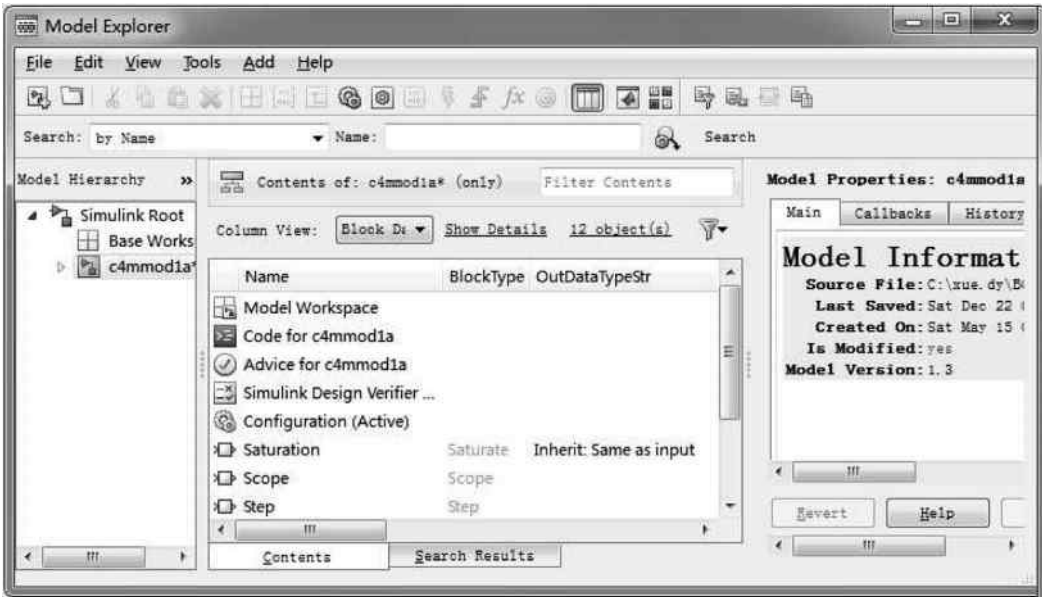 Model Explorer
File Edit View Tools Add Help
Search: by Name Name: Search
Model Hierarchy
Simulink Root
Base Works
c4mmod1a*
Contents of: c4mmod1a* (only) Filter Contents
Column View: Block Da Show Details 12 object(s)
Name BlockType OutDataTypeStr
Model Workspace
Code for c4mmod1a
Advice for c4mmod1a
Simulink Design Verifier ...
Configuration (Active)
Saturation Saturate Inherit: Same as input
Scope Scope
Step Step
Contents Search Results
Model Properties: c4mmod1a
Main Callbacks History
Model Informat
Source File: C:\xue.dy\
Last Saved: Sat Dec 22
Created On: Sat May 15
Is Modified: yes
Model Version: 1.3
Revert Help